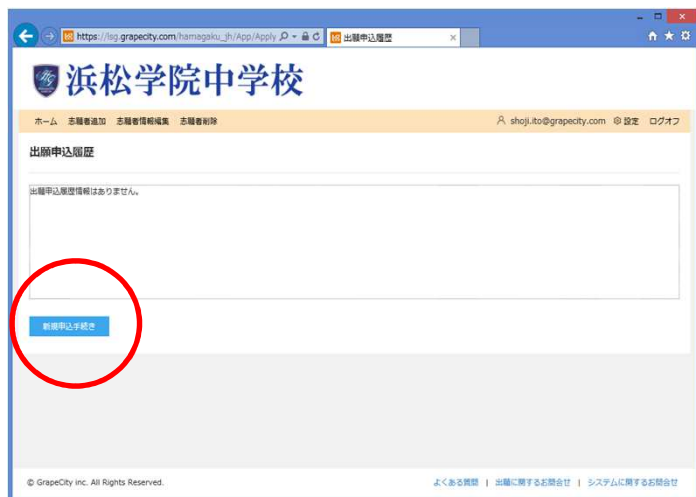 https://lsg.grapecity.com/hamagaku_jh/App/Apply
出願申込履歴
浜松学院中学校
ホーム 志願者追加 志願者情報編集 志願者削除 shoji.ito@grapecity.com 設定 ログオフ
出願申込履歴
出願申込履歴情報はありません。
新規申込手続き
© GrapeCity inc. All Rights Reserved. よくある質問 | 出願に関するお問合せ | システムに関するお問合せ